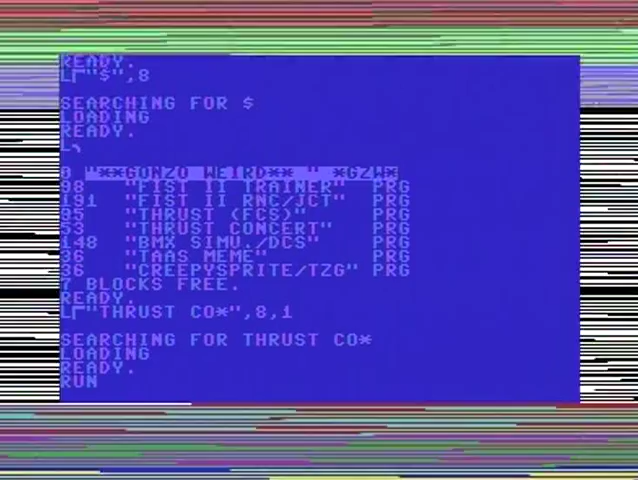 READY.
L┌"$",8
SEARCHING FOR $
LOADING
READY.
L╮
0 "**GONZO WEIRD** " *GZW*
98 "FIST II TRAINER" PRG
191 "FIST II RNC/JCT" PRG
95 "THRUST (FCS)" PRG
53 "THRUST CONCERT" PRG
148 "BMX SIMU./DCS" PRG
36 "TAAS MEME" PRG
36 "CREEPYSPRITE/TZG" PRG
7 BLOCKS FREE.
READY.
L┌"THRUST CO*",8,1
SEARCHING FOR THRUST CO*
LOADING
READY.
RUN